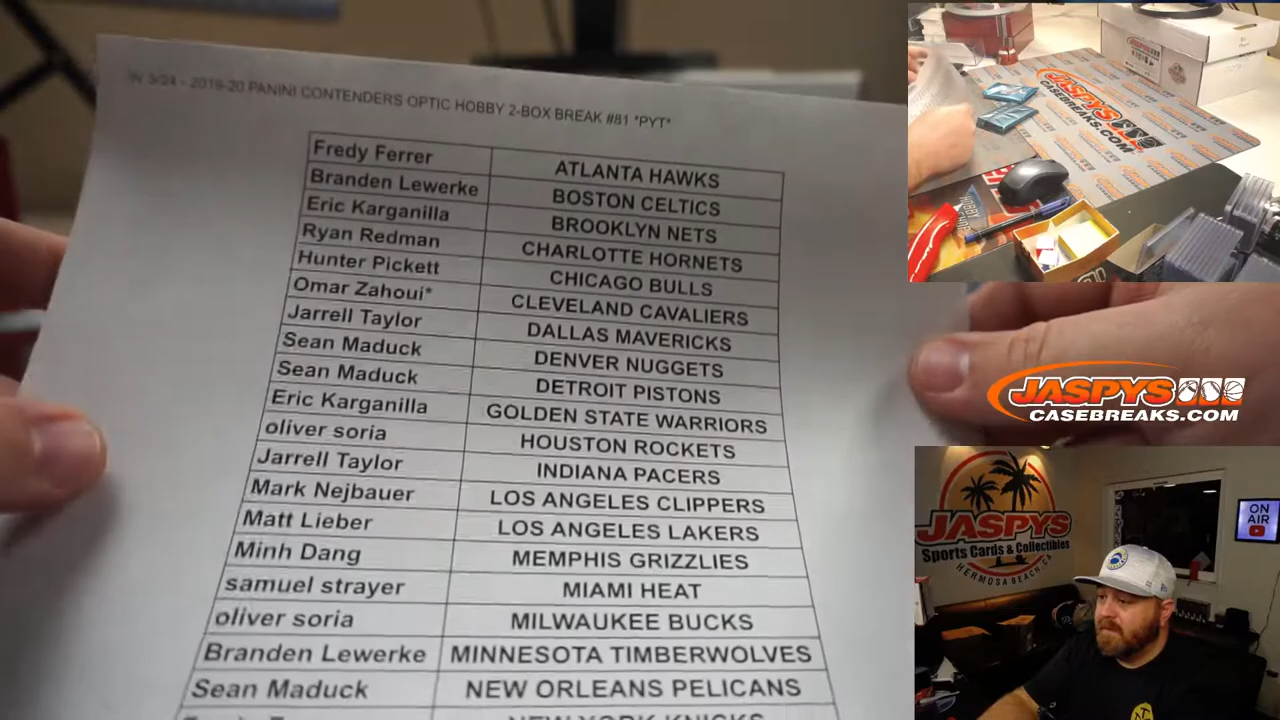 IN 3/24 - 2019-20 PANINI CONTENDERS OPTIC HOBBY 2-BOX BREAK #81 *PYT*
Fredy Ferrer ATLANTA HAWKS
Branden Lewerke BOSTON CELTICS
Eric Karganilla BROOKLYN NETS
Ryan Redman CHARLOTTE HORNETS
Hunter Pickett CHICAGO BULLS
Omar Zahoui* CLEVELAND CAVALIERS
Jarrell Taylor DALLAS MAVERICKS
Sean Maduck DENVER NUGGETS
Sean Maduck DETROIT PISTONS
Eric Karganilla GOLDEN STATE WARRIORS
oliver soria HOUSTON ROCKETS
Jarrell Taylor INDIANA PACERS
Mark Nejbauer LOS ANGELES CLIPPERS
Matt Lieber LOS ANGELES LAKERS
Minh Dang MEMPHIS GRIZZLIES
samuel strayer MIAMI HEAT
oliver soria MILWAUKEE BUCKS
Branden Lewerke MINNESOTA TIMBERWOLVES
Sean Maduck NEW ORLEANS PELICANS
NEW YORK KNICKS
JASPYS
CASEBREAKS.COM
JASPYS
CASEBREAKS.COM
JASPYS
Sports Cards & Collectibles
HERMOSA BEACH, CA
ON
AIR